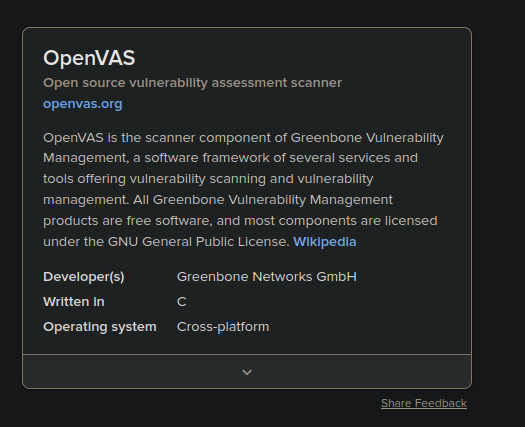 OpenVAS
Open source vulnerability assessment scanner
openvas.org
OpenVAS is the scanner component of Greenbone Vulnerability
Management, a software framework of several services and
tools offering vulnerability scanning and vulnerability
management. All Greenbone Vulnerability Management
products are free software, and most components are licensed
under the GNU General Public License. Wikipedia
Developer(s) Greenbone Networks GmbH
Written in C
Operating system Cross-platform
Share Feedback